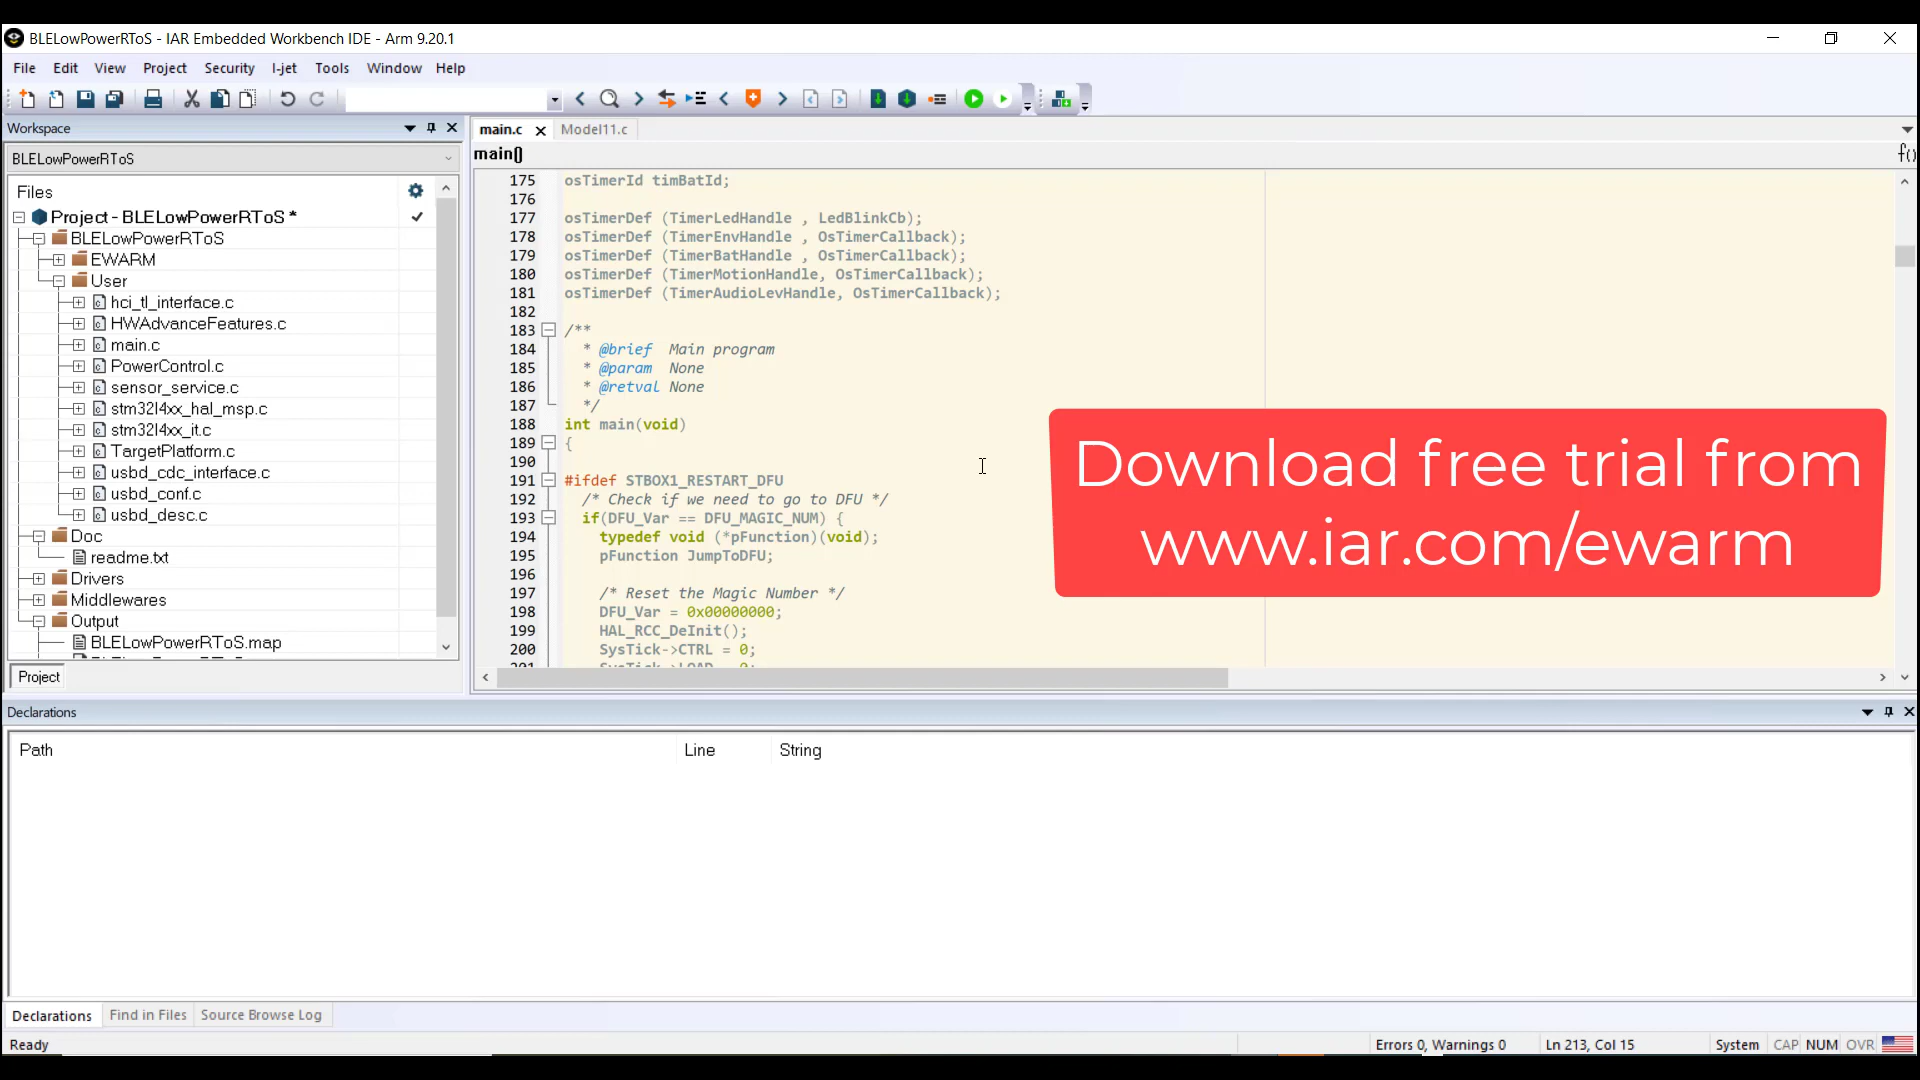 BLELowPowerRToS - IAR Embedded Workbench IDE - Arm 9.20.1
File Edit View Project Security I-jet Tools Window Help
Workspace
BLELowPowerRToS
Files
Project - BLELowPowerRToS *
BLELowPowerRToS
EWARM
User
hci_tl_interface.c
HWAdvanceFeatures.c
main.c
PowerControl.c
sensor_service.c
stm32l4xx_hal_msp.c
stm32l4xx_it.c
TargetPlatform.c
usbd_cdc_interface.c
usbd_conf.c
usbd_desc.c
Doc
readme.txt
Drivers
Middlewares
Output
BLELowPowerRToS.map
Project
main.c Model11.c
main()
f()
175 osTimerId timBatId;
176
177 osTimerDef (TimerLedHandle , LedBlinkCb);
178 osTimerDef (TimerEnvHandle , OsTimerCallback);
179 osTimerDef (TimerBatHandle , OsTimerCallback);
180 osTimerDef (TimerMotionHandle, OsTimerCallback);
181 osTimerDef (TimerAudioLevHandle, OsTimerCallback);
182
183 /**
184 * @brief Main program
185 * @param None
186 * @retval None
187 */
188 int main(void)
189 {
190
191 #ifdef STBOX1_RESTART_DFU
192 /* Check if we need to go to DFU */
193 if(DFU_Var == DFU_MAGIC_NUM) {
194 typedef void (*pFunction)(void);
195 pFunction JumpToDFU;
196
197 /* Reset the Magic Number */
198 DFU_Var = 0x00000000;
199 HAL_RCC_DeInit();
200 SysTick->CTRL = 0;
201 SysTick->LOAD = 0;
Download free trial from
www.iar.com/ewarm
Declarations
Path Line String
Declarations Find in Files Source Browse Log
Ready Errors 0, Warnings 0 Ln 213, Col 15 System CAP NUM OVR